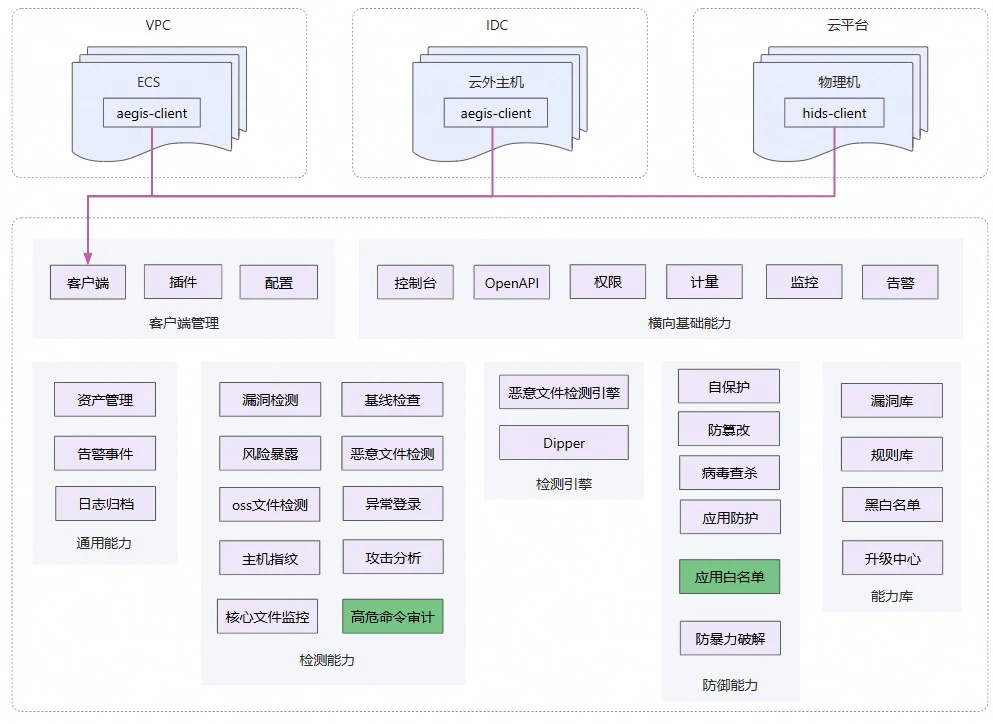 VPC
IDC
云平台
ECS
云外主机
物理机
aegis-client
aegis-client
hids-client
客户端
插件
配置
客户端管理
控制台
OpenAPI
权限
计量
监控
告警
横向基础能力
资产管理
告警事件
日志归档
通用能力
漏洞检测
基线检查
风险暴露
恶意文件检测
oss文件检测
异常登录
主机指纹
攻击分析
核心文件监控
高危命令审计
检测能力
恶意文件检测引擎
Dipper
检测引擎
自保护
防篡改
病毒查杀
应用防护
应用白名单
防暴力破解
防御能力
漏洞库
规则库
黑白名单
升级中心
能力库